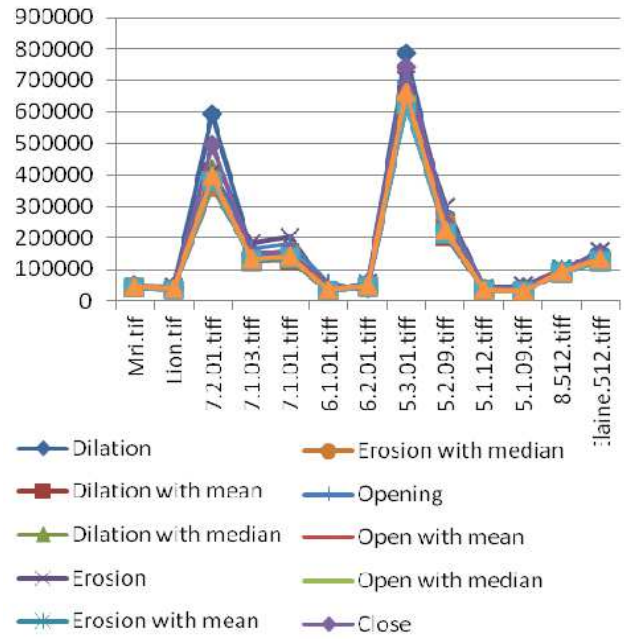 900000
800000
700000
600000
500000
400000
300000
200000
100000
0
Mri.tif
Lion.tif
7.2.01.tiff
7.1.03.tiff
7.1.01.tiff
6.1.01.tiff
6.2.01.tiff
5.3.01.tiff
5.2.09.tiff
5.1.12.tiff
5.1.09.tiff
8.512.tiff
Elaine.512.tiff
Dilation
Erosion with median
Dilation with mean
Opening
Dilation with median
Open with mean
Erosion
Open with median
Erosion with mean
Close